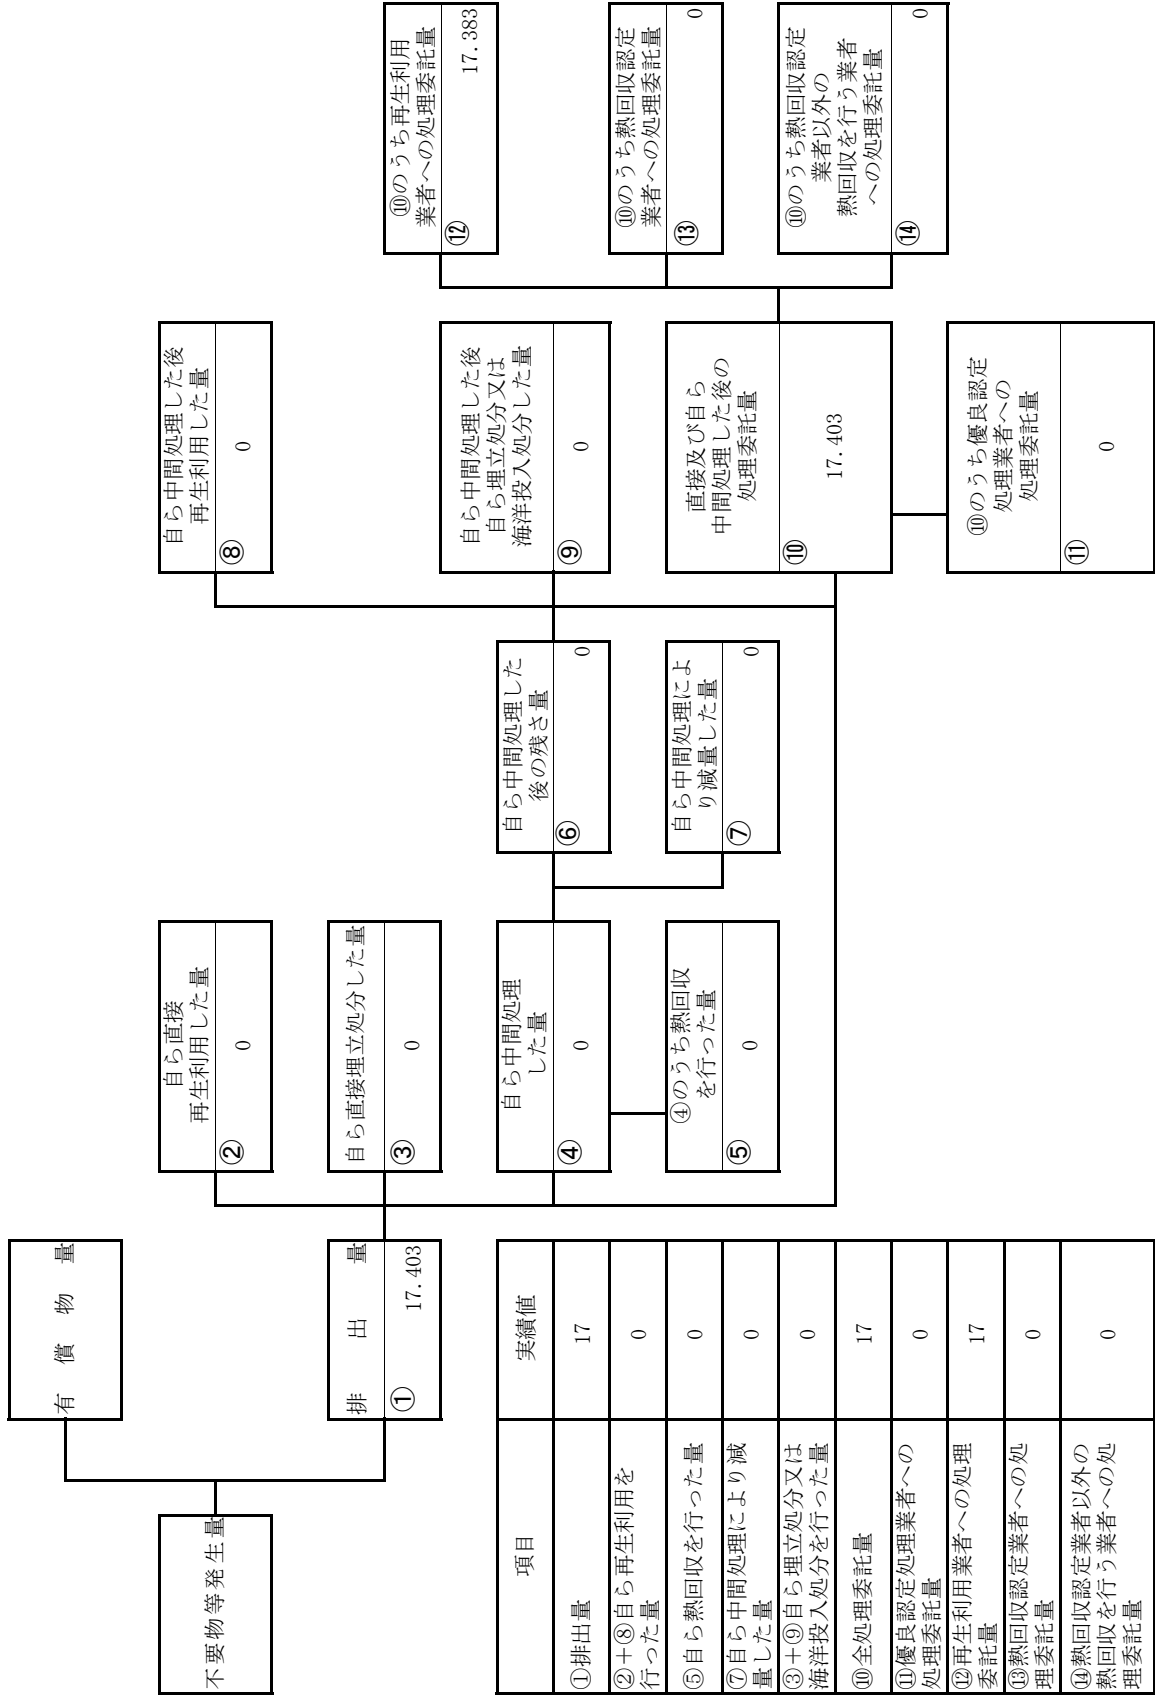 不要物等発生量
有償物量
排出量
① 17.403
自ら直接
再生利用した量
② 0
自ら直接埋立処分した量
③ 0
自ら中間処理
した量
④ 0
④のうち熱回収
を行った量
⑤ 0
自ら中間処理した
後の残さ量
⑥ 0
自ら中間処理によ
り減量した量
⑦ 0
自ら中間処理した後
再生利用した量
⑧ 0
自ら中間処理した後
自ら埋立処分又は
海洋投入処分した量
⑨ 0
直接及び自ら
中間処理した後の
処理委託量
⑩ 17.403
⑩のうち優良認定
処理業者への
処理委託量
⑪ 0
⑩のうち再生利用
業者への処理委託量
⑫ 17.383
⑩のうち熱回収認定
業者への処理委託量
⑬ 0
⑩のうち熱回収認定
業者以外の
熱回収を行う業者
への処理委託量
⑭ 0
項目 実績値
①排出量 17
②+⑧自ら再生利用を
行った量 0
⑤自ら熱回収を行った量 0
⑦自ら中間処理により減
量した量 0
③+⑨自ら埋立処分又は
海洋投入処分を行った量 0
⑩全処理委託量 17
⑪優良認定処理業者への
処理委託量 0
⑫再生利用業者への処理
委託量 17
⑬熱回収認定業者への処
理委託量 0
⑭熱回収認定業者以外の
熱回収を行う業者への処
理委託量 0